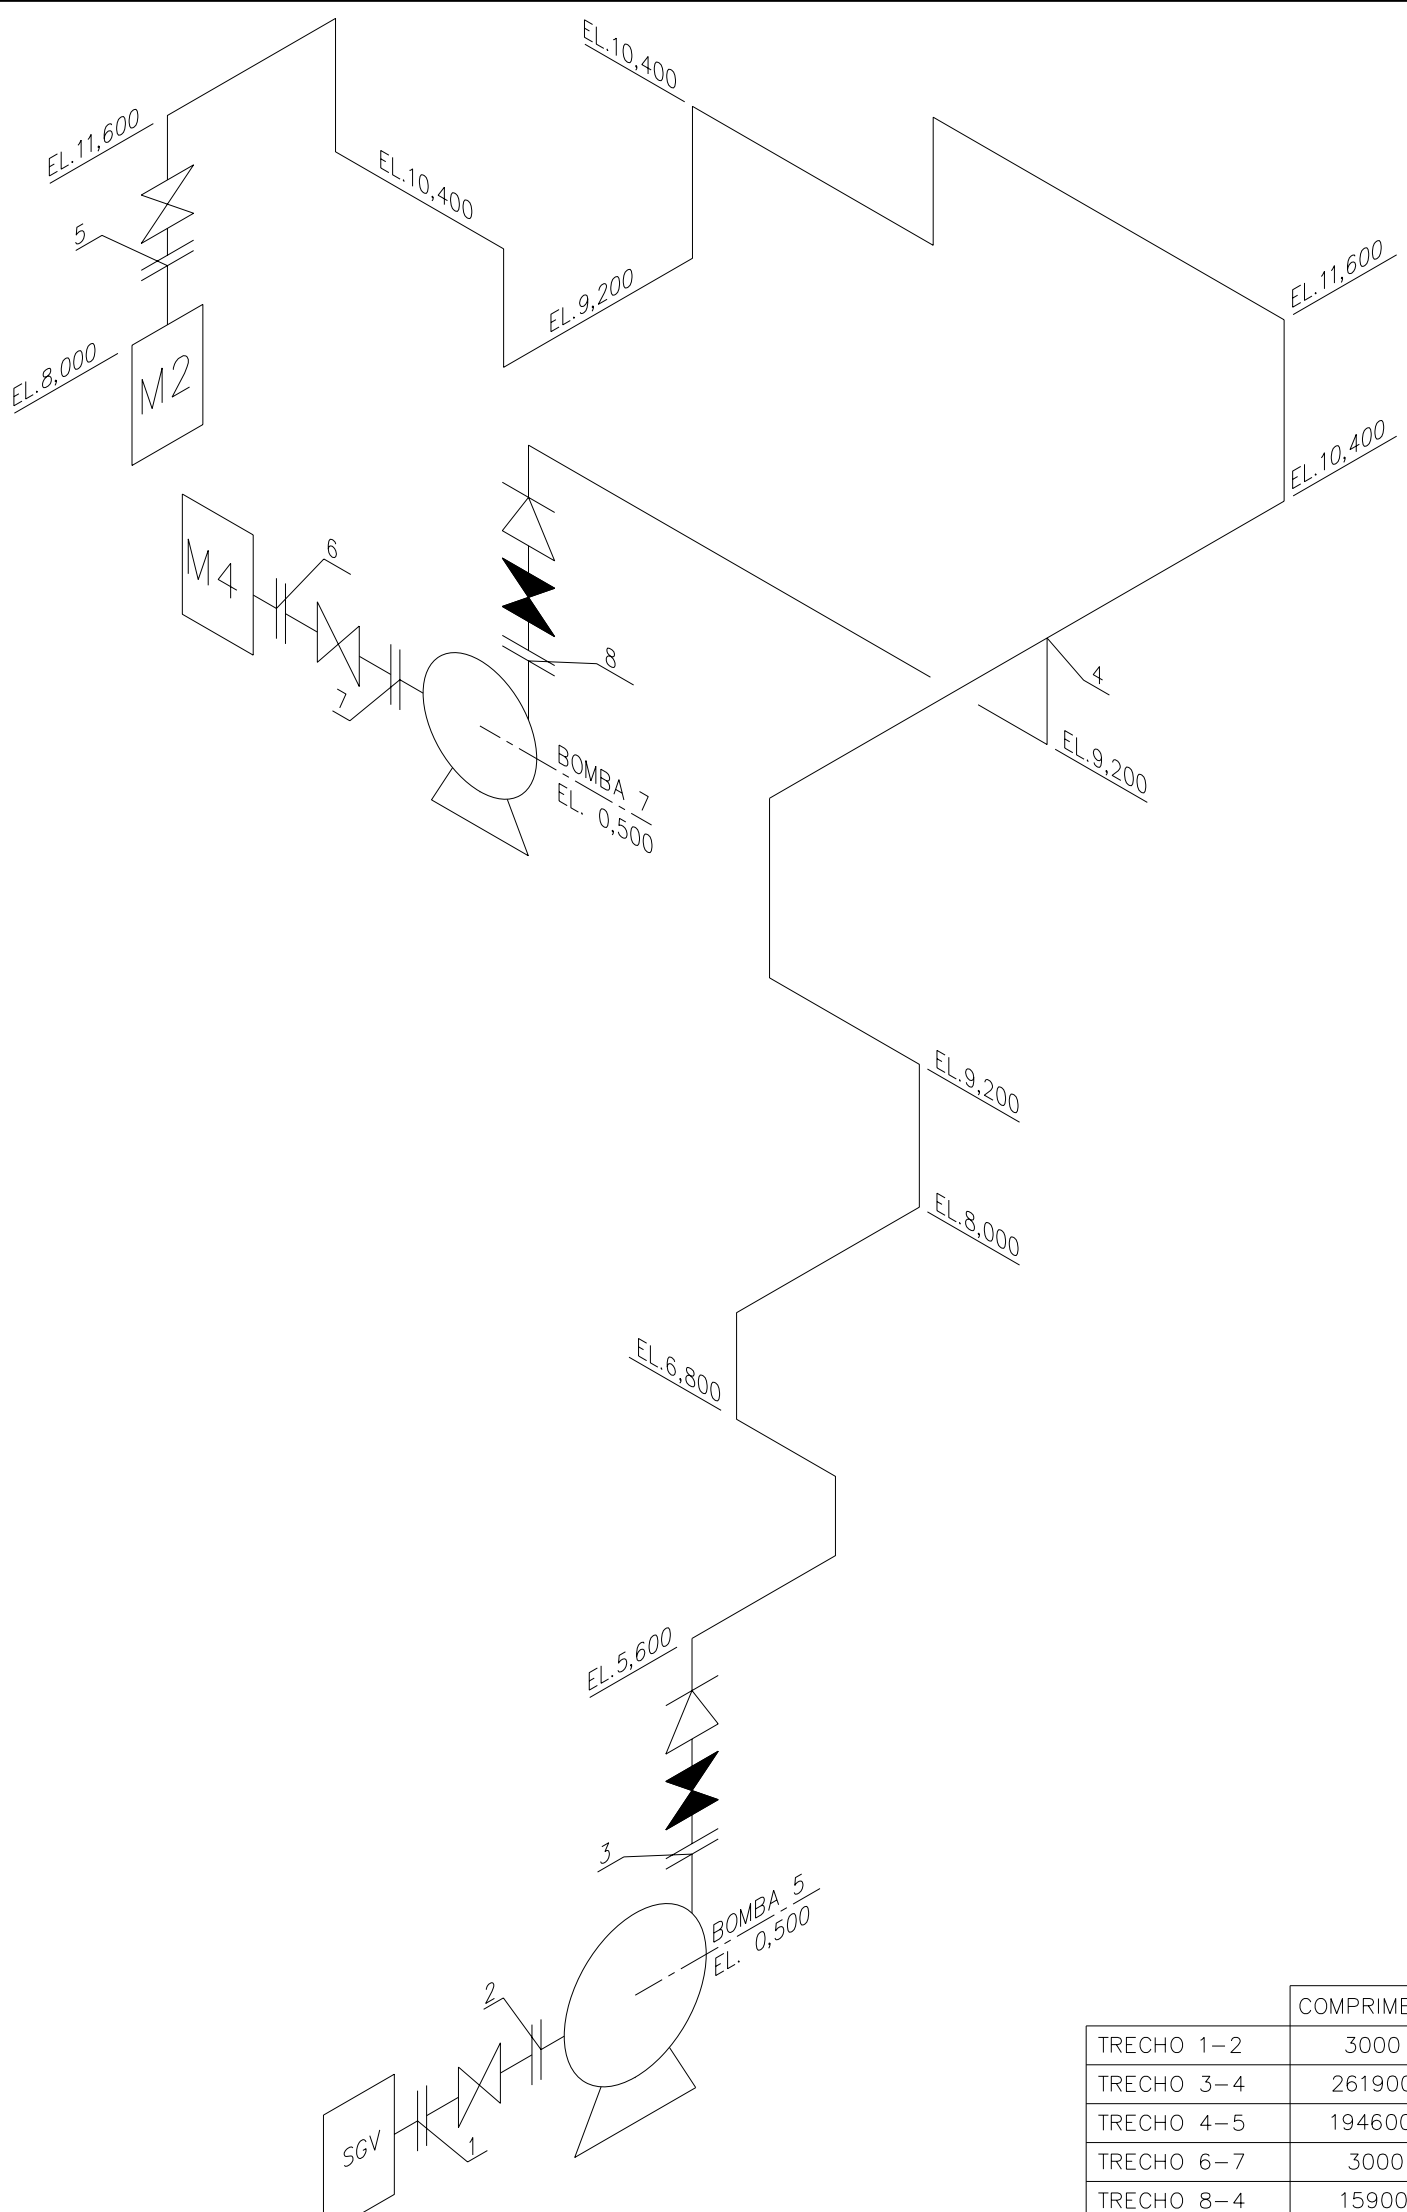 EL.10,400
EL.11,600
EL.10,400
5
EL.9,200
EL.11,600
EL.8,000
M2
EL.10,400
M4
6
8
4
7
EL.9,200
BOMBA 7
EL. 0,500
EL.9,200
EL.8,000
EL.6,800
EL.5,600
3
BOMBA 5
EL. 0,500
2
1
SGV
TRECHO 1-2 3000
TRECHO 3-4
TRECHO 4-5
TRECHO 6-7 3000
TRECHO 8-4